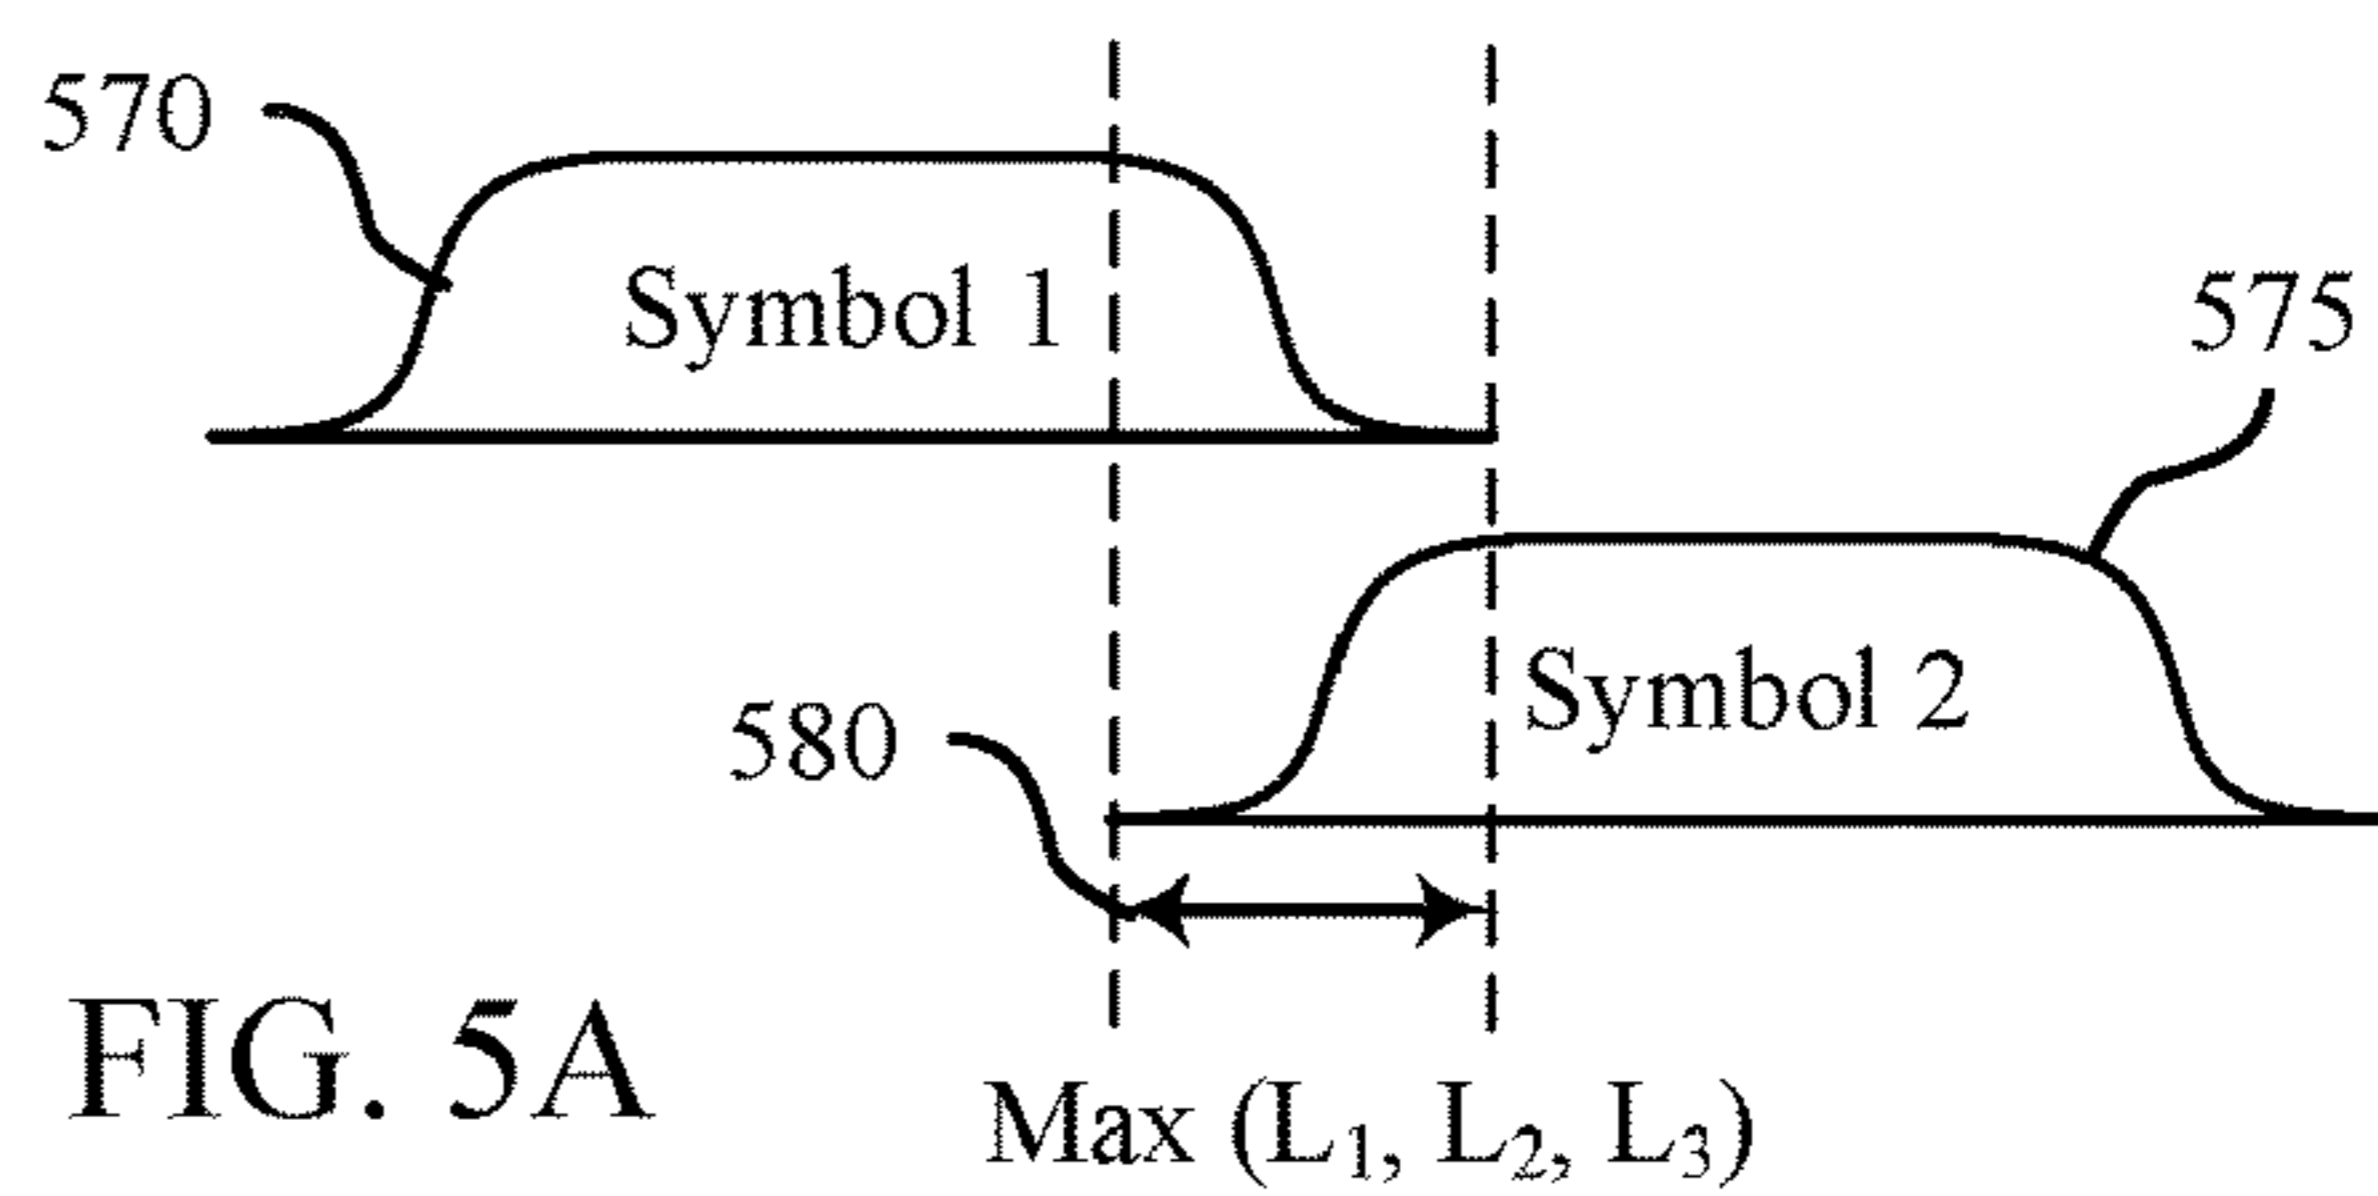 570
Symbol 1
575
Symbol 2
580
FIG. 5A
Max (L₁, L₂, L₃)